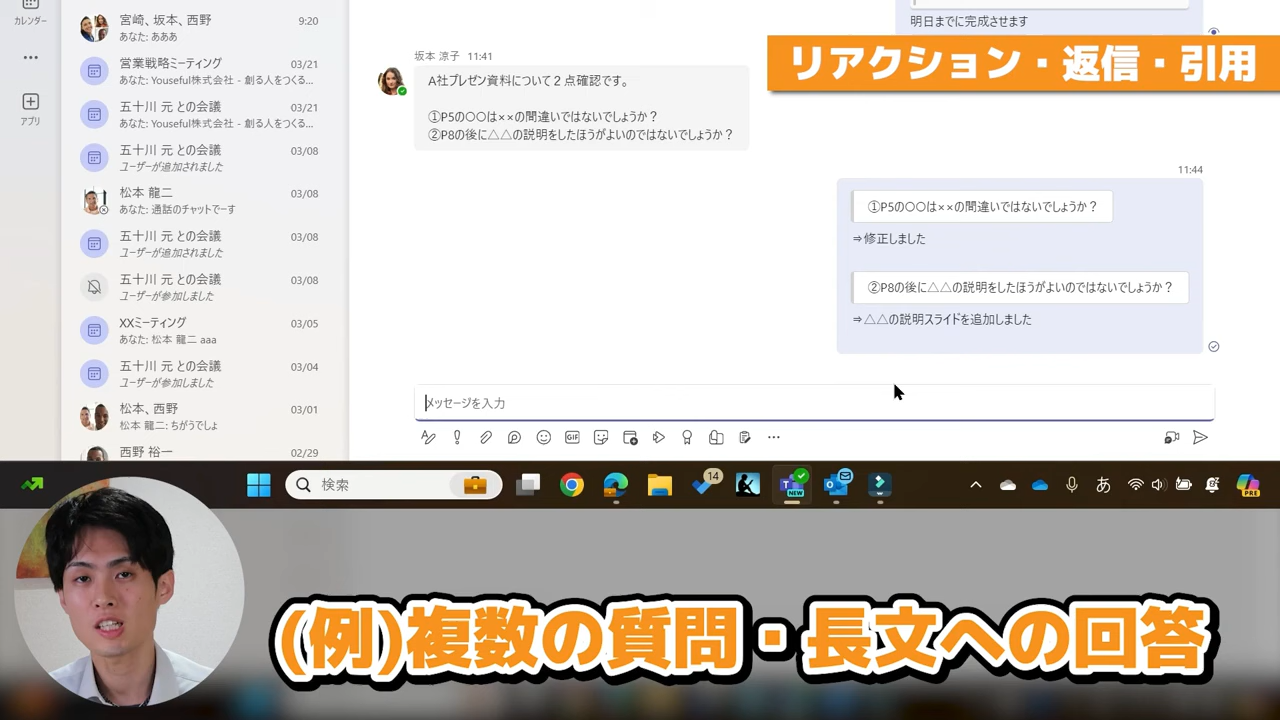 カレンダー
アプリ
宮崎、坂本、西野 9:20
あなた: あああ
営業戦略ミーティング 03/21
あなた: Youseful株式会社 - 創る人をつくる...
五十川 元 との会議 03/21
あなた: Youseful株式会社 - 創る人をつくる...
五十川 元 との会議 03/08
ユーザーが追加されました
松本 龍二 03/08
あなた: 通話のチャットでーす
五十川 元 との会議 03/08
ユーザーが追加されました
五十川 元 との会議 03/08
ユーザーが参加しました
XXミーティング 03/05
あなた: 松本 龍二 aaa
五十川 元 との会議 03/04
ユーザーが参加しました
松本、西野 03/01
松本 龍二: ちがうでしょ
西野 裕一 02/29
明日までに完成させます
リアクション・返信・引用
坂本 涼子 11:41
A社プレゼン資料について２点確認です。
①P5の〇〇は××の間違いではないでしょうか？
②P8の後に△△の説明をしたほうがよいのではないでしょうか？
11:44
①P5の〇〇は××の間違いではないでしょうか？
⇒修正しました
②P8の後に△△の説明をしたほうがよいのではないでしょうか？
⇒△△の説明スライドを追加しました
メッセージを入力
GIF
検索
14
NEW
あ
PRE
(例)複数の質問・長文への回答